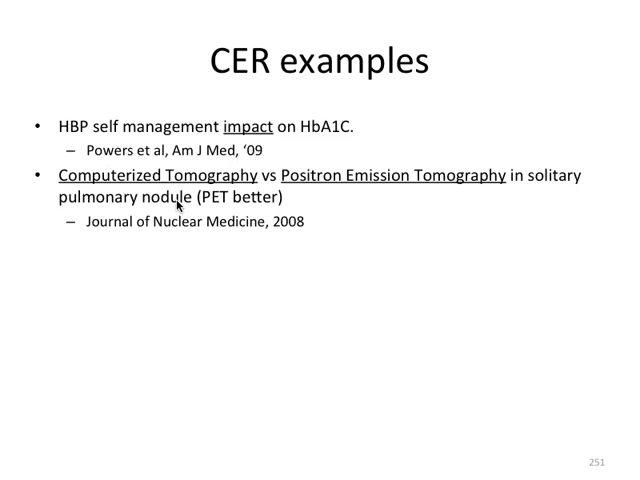 CER examples
• HBP self management impact on HbA1C.
– Powers et al, Am J Med, ‘09
• Computerized Tomography vs Positron Emission Tomography in solitary
pulmonary nodule (PET better)
– Journal of Nuclear Medicine, 2008
251